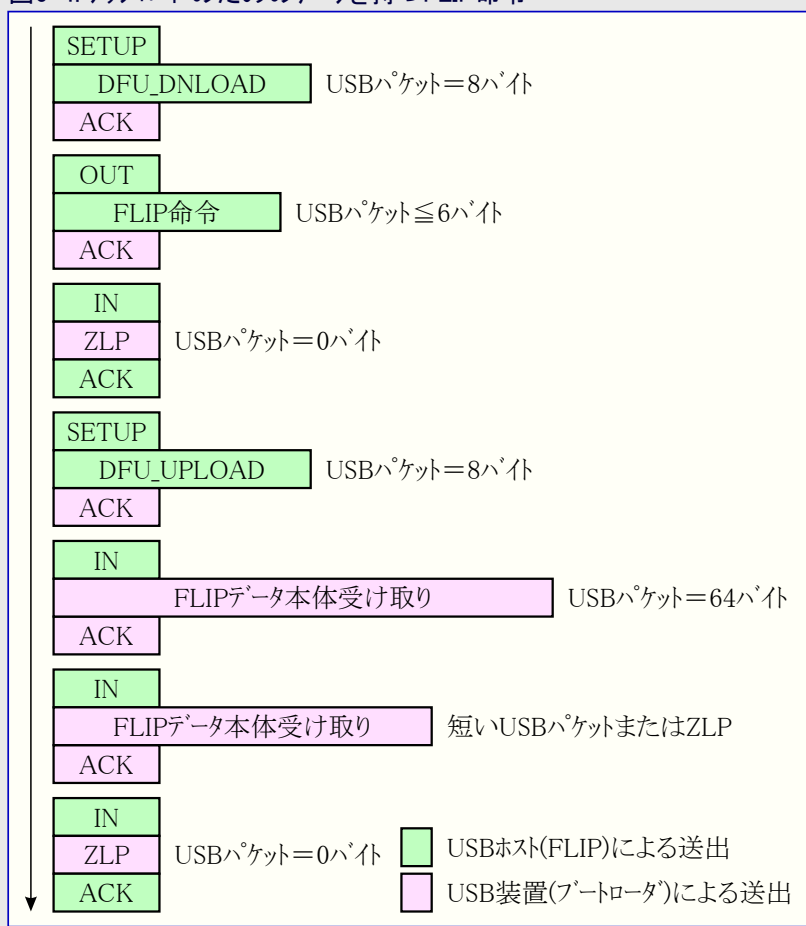 SETUP
DFU_DNLOAD USBパケット=8バイト
ACK
OUT
FLIP命令 USBパケット≦6バイト
ACK
IN
ZLP USBパケット=0バイト
ACK
SETUP
DFU_UPLOAD USBパケット=8バイト
ACK
IN
FLIPデータ本体受け取り USBパケット=64バイト
ACK
IN
FLIPデータ本体受け取り 短いUSBパケットまたはZLP
ACK
IN
ZLP USBパケット=0バイト
ACK
USBホスト(FLIP)による送出
USB装置(ブートローダ)による送出